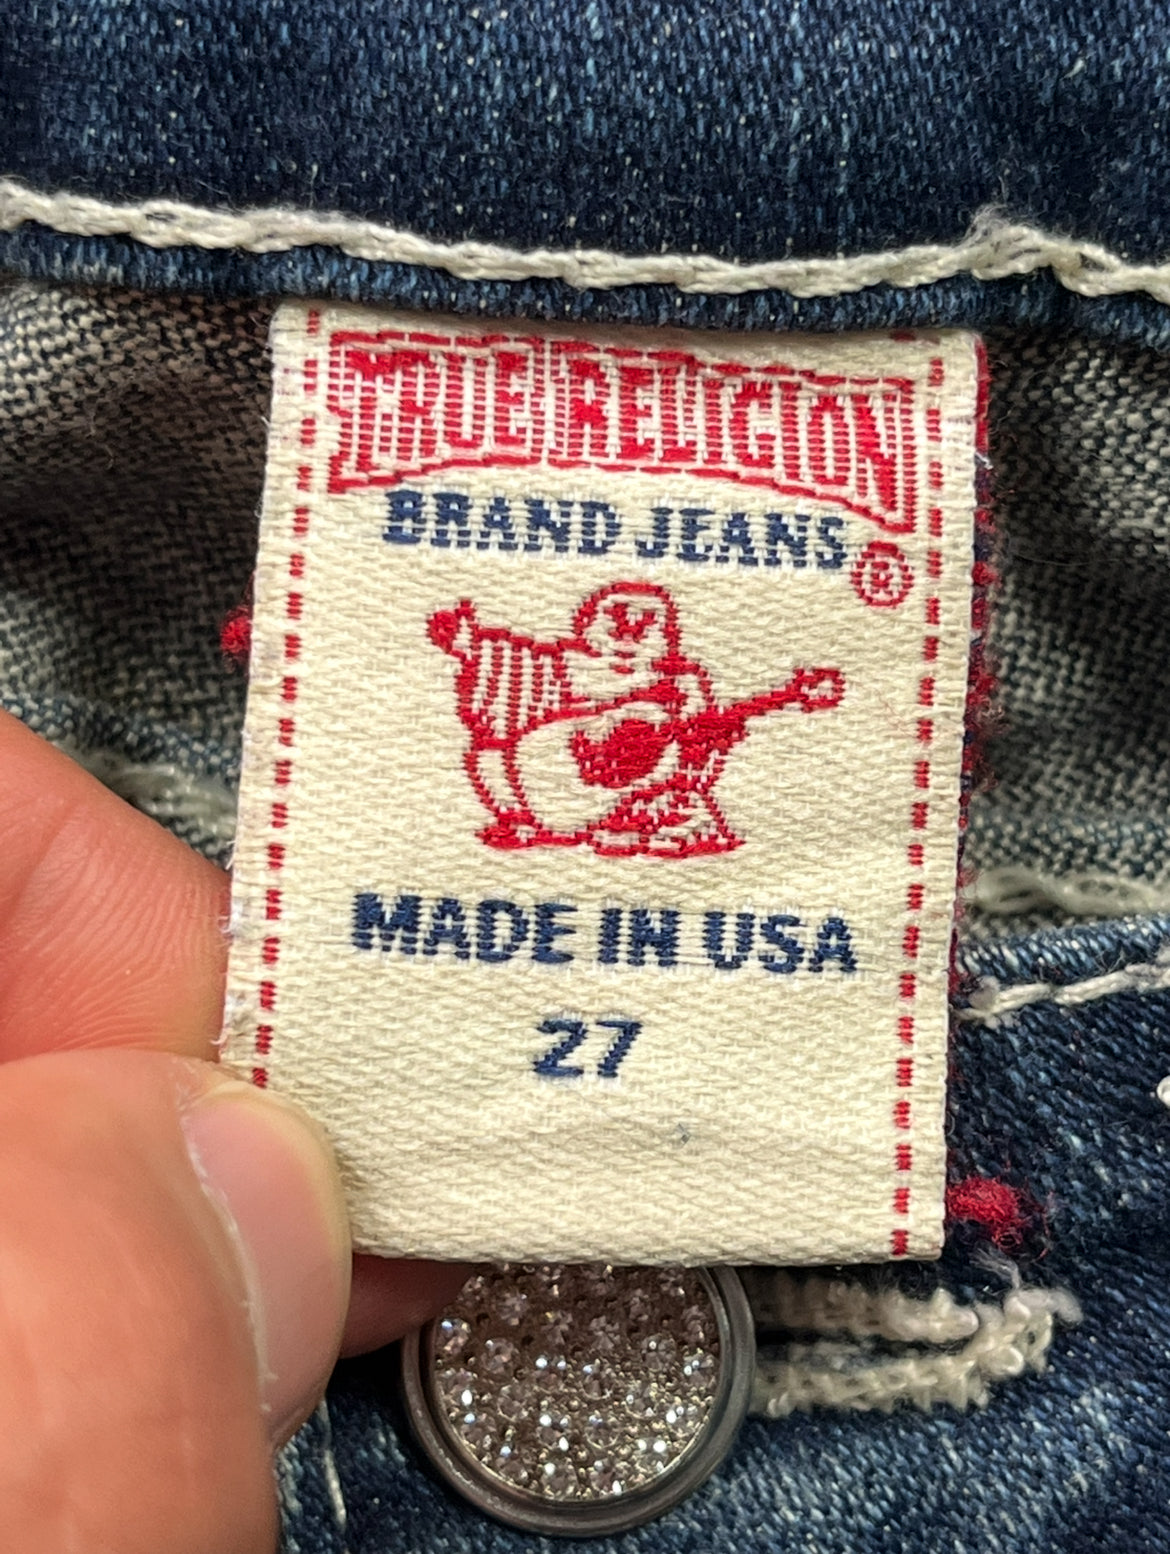 TRUE RELIGION
BRAND JEANS
®
MADE IN USA
27